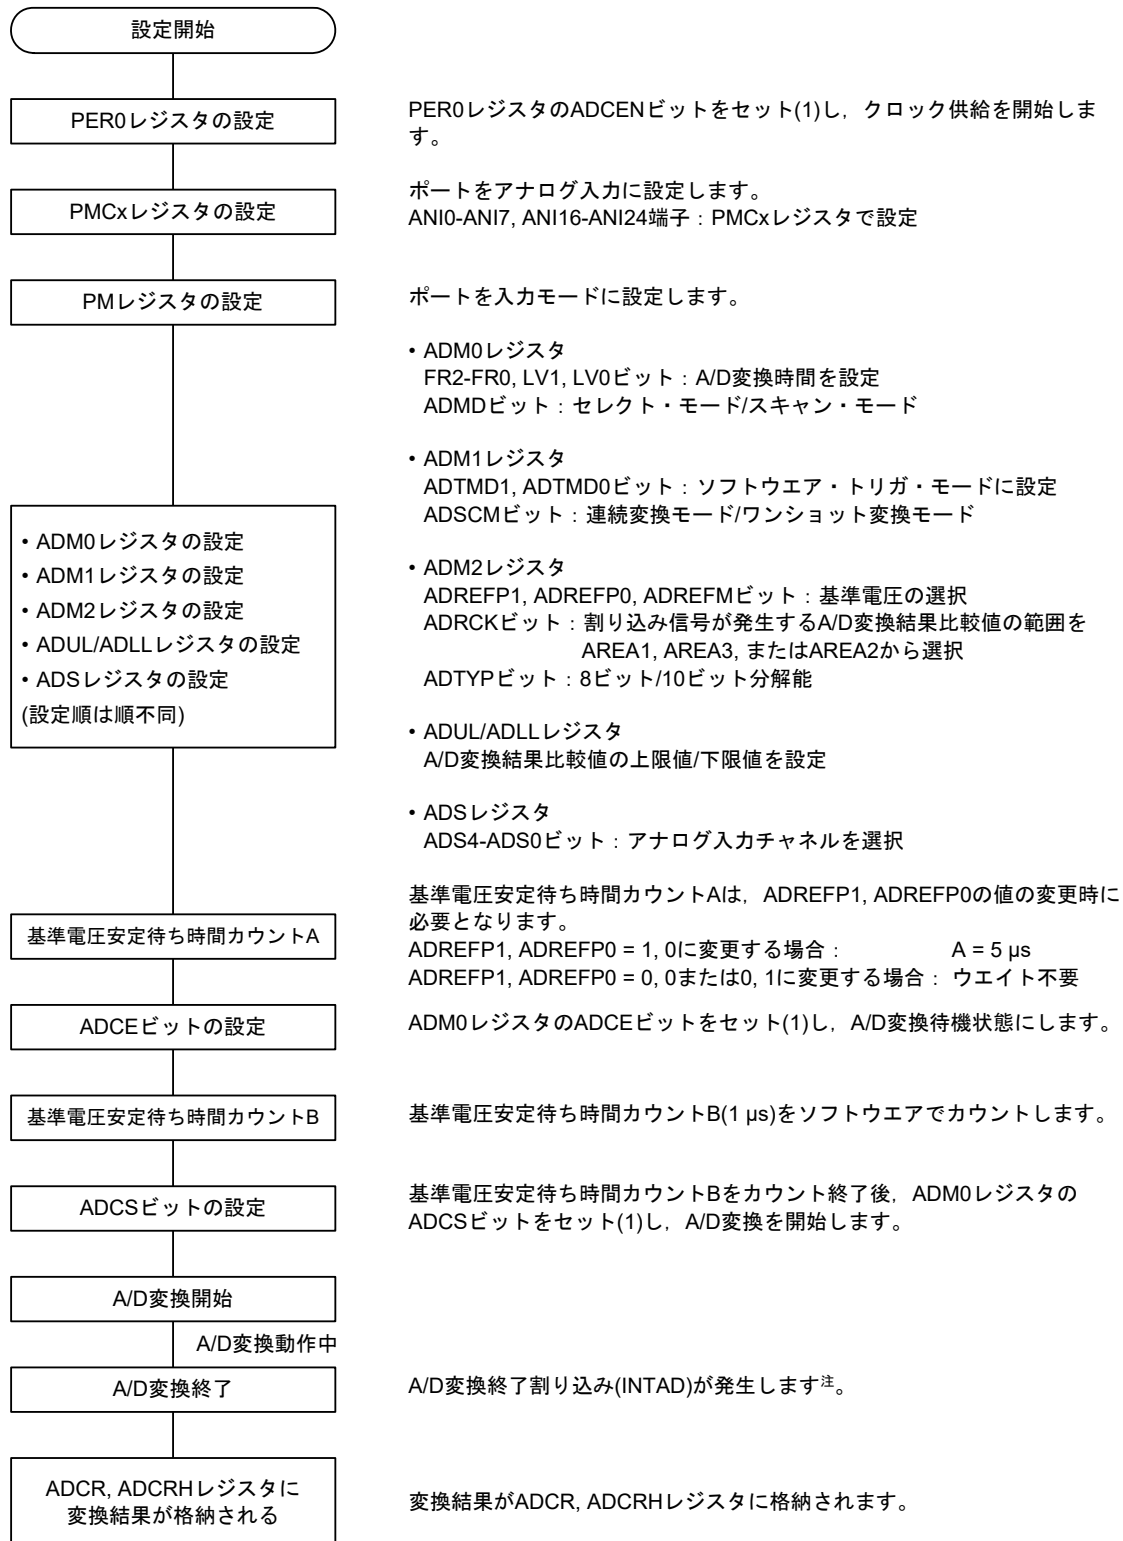 設定開始
PER0レジスタの設定
PER0レジスタのADCENビットをセット(1)し，クロック供給を開始しま
す。
PMCxレジスタの設定
ポートをアナログ入力に設定します。
ANI0-ANI7, ANI16-ANI24端子：PMCxレジスタで設定
PMレジスタの設定
ポートを入力モードに設定します。
• ADM0レジスタの設定
• ADM1レジスタの設定
• ADM2レジスタの設定
• ADUL/ADLLレジスタの設定
• ADSレジスタの設定
(設定順は順不同)
• ADM0レジスタ
FR2-FR0, LV1, LV0ビット：A/D変換時間を設定
ADMDビット：セレクト・モード/スキャン・モード
• ADM1レジスタ
ADTMD1, ADTMD0ビット：ソフトウエア・トリガ・モードに設定
ADSCMビット：連続変換モード/ワンショット変換モード
• ADM2レジスタ
ADREFP1, ADREFP0, ADREFMビット：基準電圧の選択
ADRCKビット：割り込み信号が発生するA/D変換結果比較値の範囲を
AREA1, AREA3, またはAREA2から選択
ADTYPビット：8ビット/10ビット分解能
• ADUL/ADLLレジスタ
A/D変換結果比較値の上限値/下限値を設定
• ADSレジスタ
ADS4-ADS0ビット：アナログ入力チャネルを選択
基準電圧安定待ち時間カウントA
基準電圧安定待ち時間カウントAは，ADREFP1, ADREFP0の値の変更時に
必要となります。
ADREFP1, ADREFP0 = 1, 0に変更する場合： A = 5 µs
ADREFP1, ADREFP0 = 0, 0または0, 1に変更する場合： ウエイト不要
ADCEビットの設定
ADM0レジスタのADCEビットをセット(1)し，A/D変換待機状態にします。
基準電圧安定待ち時間カウントB
基準電圧安定待ち時間カウントB(1 µs)をソフトウエアでカウントします。
ADCSビットの設定
基準電圧安定待ち時間カウントBをカウント終了後，ADM0レジスタの
ADCSビットをセット(1)し，A/D変換を開始します。
A/D変換開始
A/D変換動作中
A/D変換終了
A/D変換終了割り込み(INTAD)が発生します注。
ADCR, ADCRHレジスタに
変換結果が格納される
変換結果がADCR, ADCRHレジスタに格納されます。